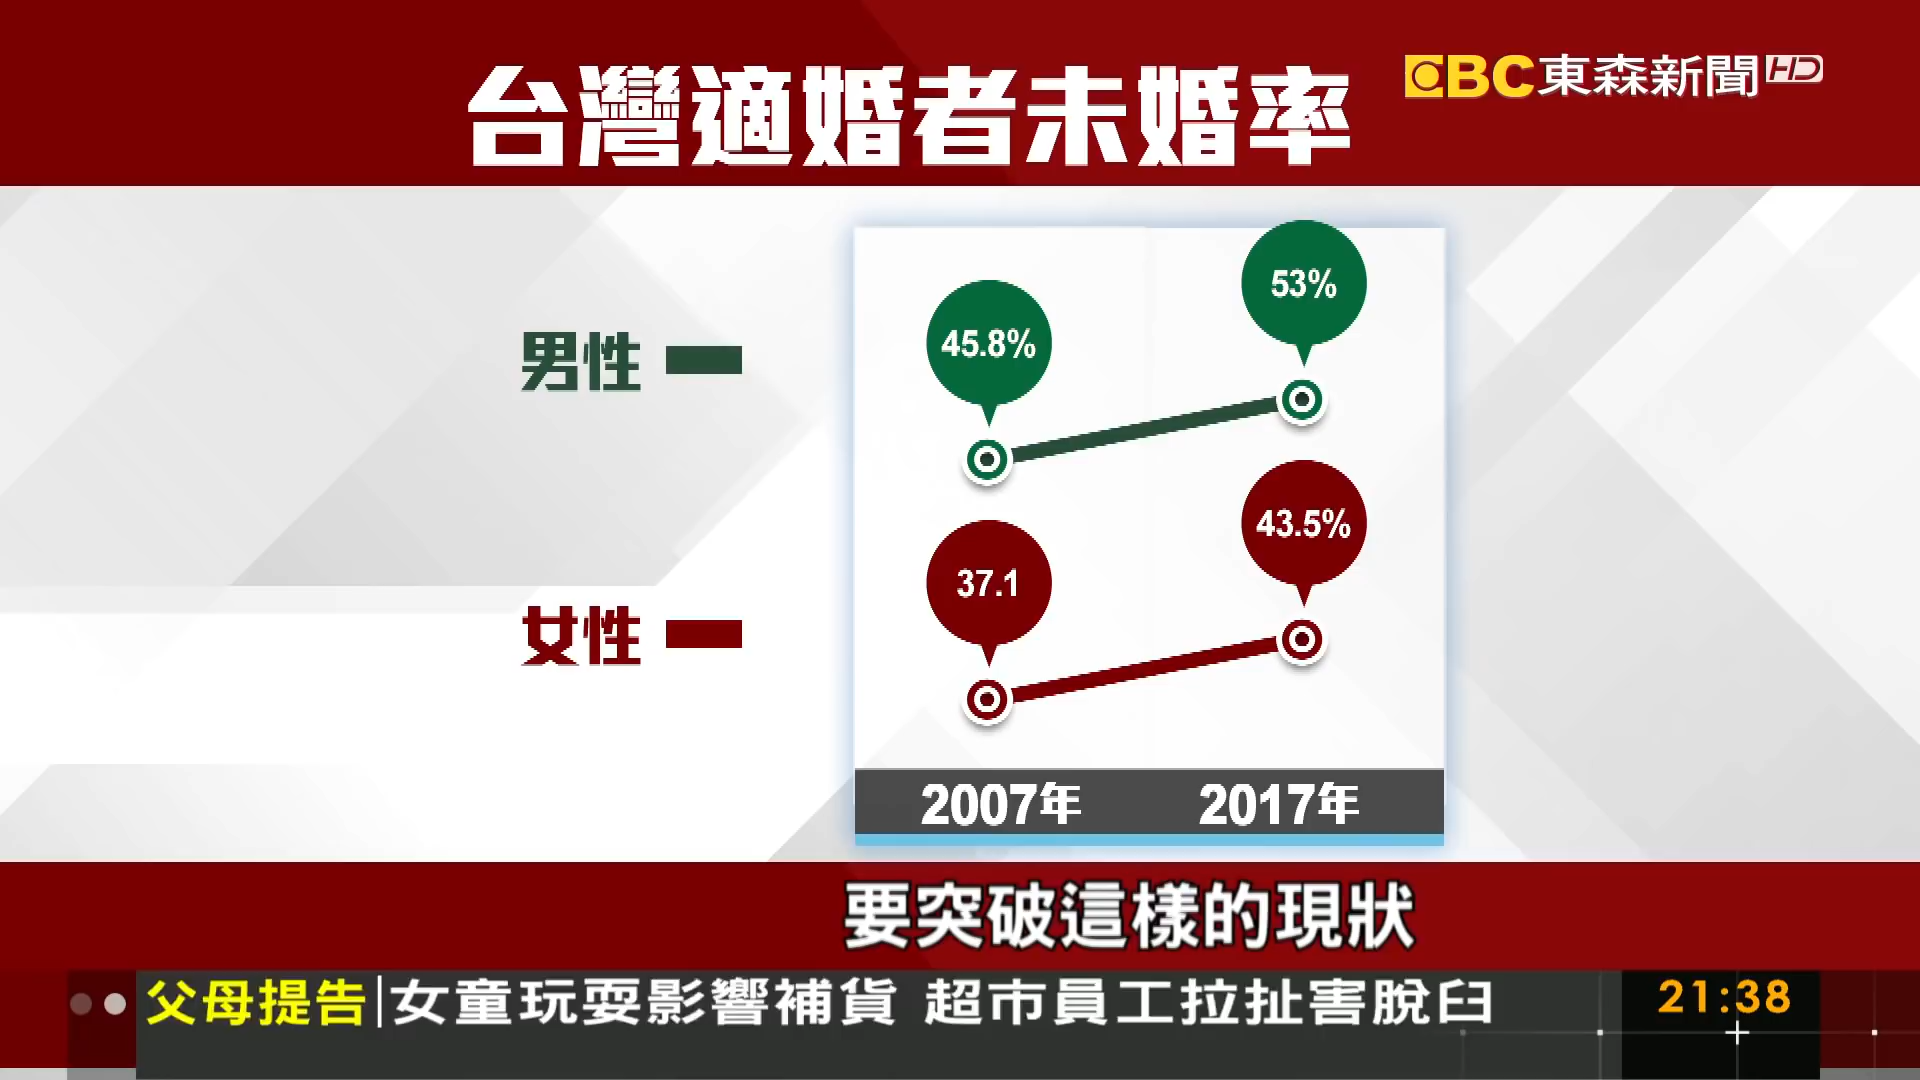 台灣適婚者未婚率
EBC東森新聞HD
53%
45.8%
男性
43.5%
37.1
女性
2007年 2017年
要突破這樣的現狀
父母提告|女童玩耍影響補貨 超市員工拉扯害脫臼
21:38